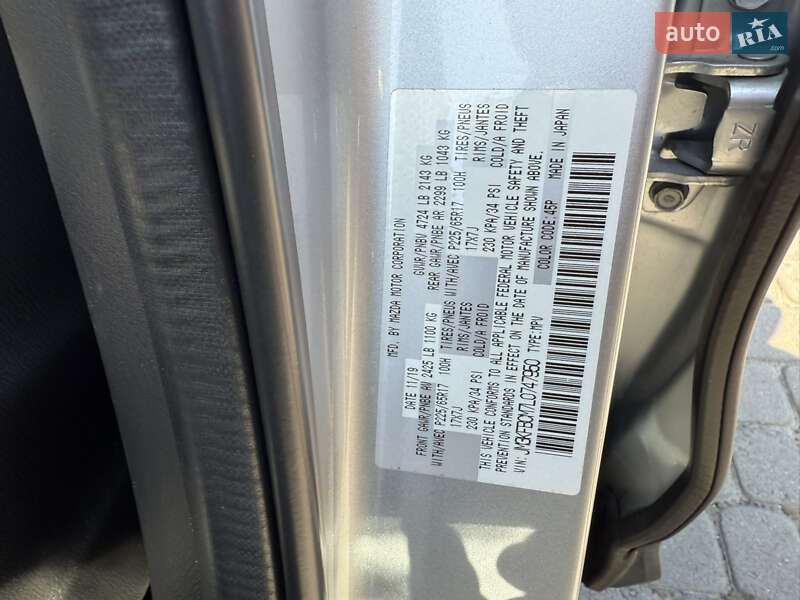 auto RIA.com
ZR
MFD. BY MAZDA MOTOR CORPORATION
DATE 11/19 GVWR/PNBV 4724 LB 2143 KG
FRONT GAWR/PNBE AV 2425 LB 1100 KG REAR GAWR/PNBE AR 2299 LB 1043 KG
WITH/AVEC P225/65R17 100H TIRES/PNEUS WITH/AVEC P225/65R17 100H TIRES/PNEUS
17X7J RIMS/JANTES 17X7J RIMS/JANTES
230 KPA/34 PSI COLD/A FROID 230 KPA/34 PSI COLD/A FROID
THIS VEHICLE CONFORMS TO ALL APPLICABLE FEDERAL MOTOR VEHICLE SAFETY AND THEFT
PREVENTION STANDARDS IN EFFECT ON THE DATE OF MANUFACTURE SHOWN ABOVE.
VIN: JM3KFBCM7L0747950 TYPE:MPV COLOR CODE:45P MADE IN JAPAN